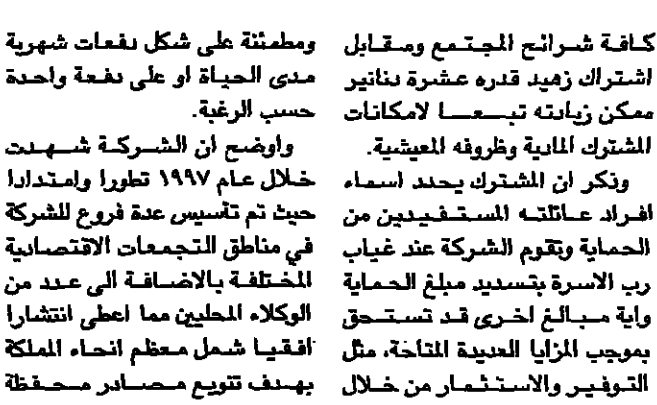 كافة شرائح المجتمع ومقابل
اشتراك زهيد قدره عشرة دنانير
ممكن زيادته تبعا لامكانات
المشترك المادية وظروفه المعيشية.
وذكر ان المشترك يحدد اسماء
افراد عائلته المستفيدين من
الحماية وتقوم الشركة عند غياب
رب الاسرة بتسديد مبلغ الحماية
واية مبالغ اخرى قد تستحق
بموجب المزايا العديدة المتاحة، مثل
التوفير والاستثمار من خلال
ومطمئنة على شكل دفعات شهرية
مدى الحياة او على دفعة واحدة
حسب الرغبة.
واوضح ان الشركة شهدت
خلال عام ١٩٩٧ تطورا وامتدادا
حيث تم تأسيس عدة فروع للشركة
في مناطق التجمعات الاقتصادية
المختلفة بالاضافة الى عدد من
الوكلاء المحليين مما اعطى انتشارا
افقيا شمل معظم انحاء المملكة
بهدف تنويع مصادر محفظة